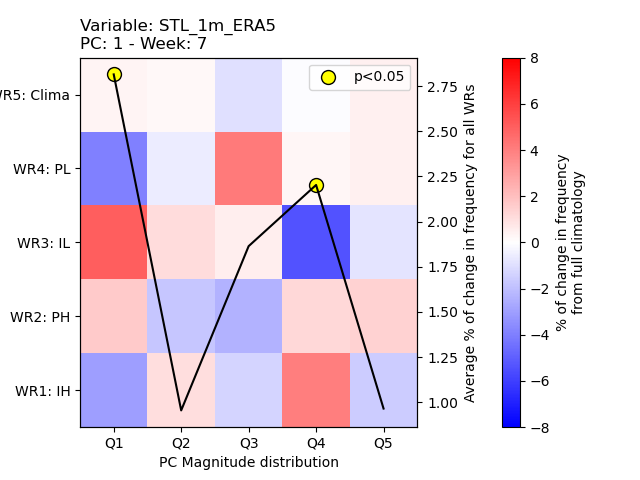 Variable: STL_1m_ERA5
PC: 1 - Week: 7
p<0.05
WR5: Clima
WR4: PL
WR3: IL
WR2: PH
WR1: IH
Q1 Q2 Q3 Q4 Q5
PC Magnitude distribution
2.75
2.50
2.25
2.00
1.75
1.50
1.25
1.00
Average % of change in frequency for all WRs
8
6
4
2
0
−2
−4
−6
−8
% of change in frequency
from full climatology